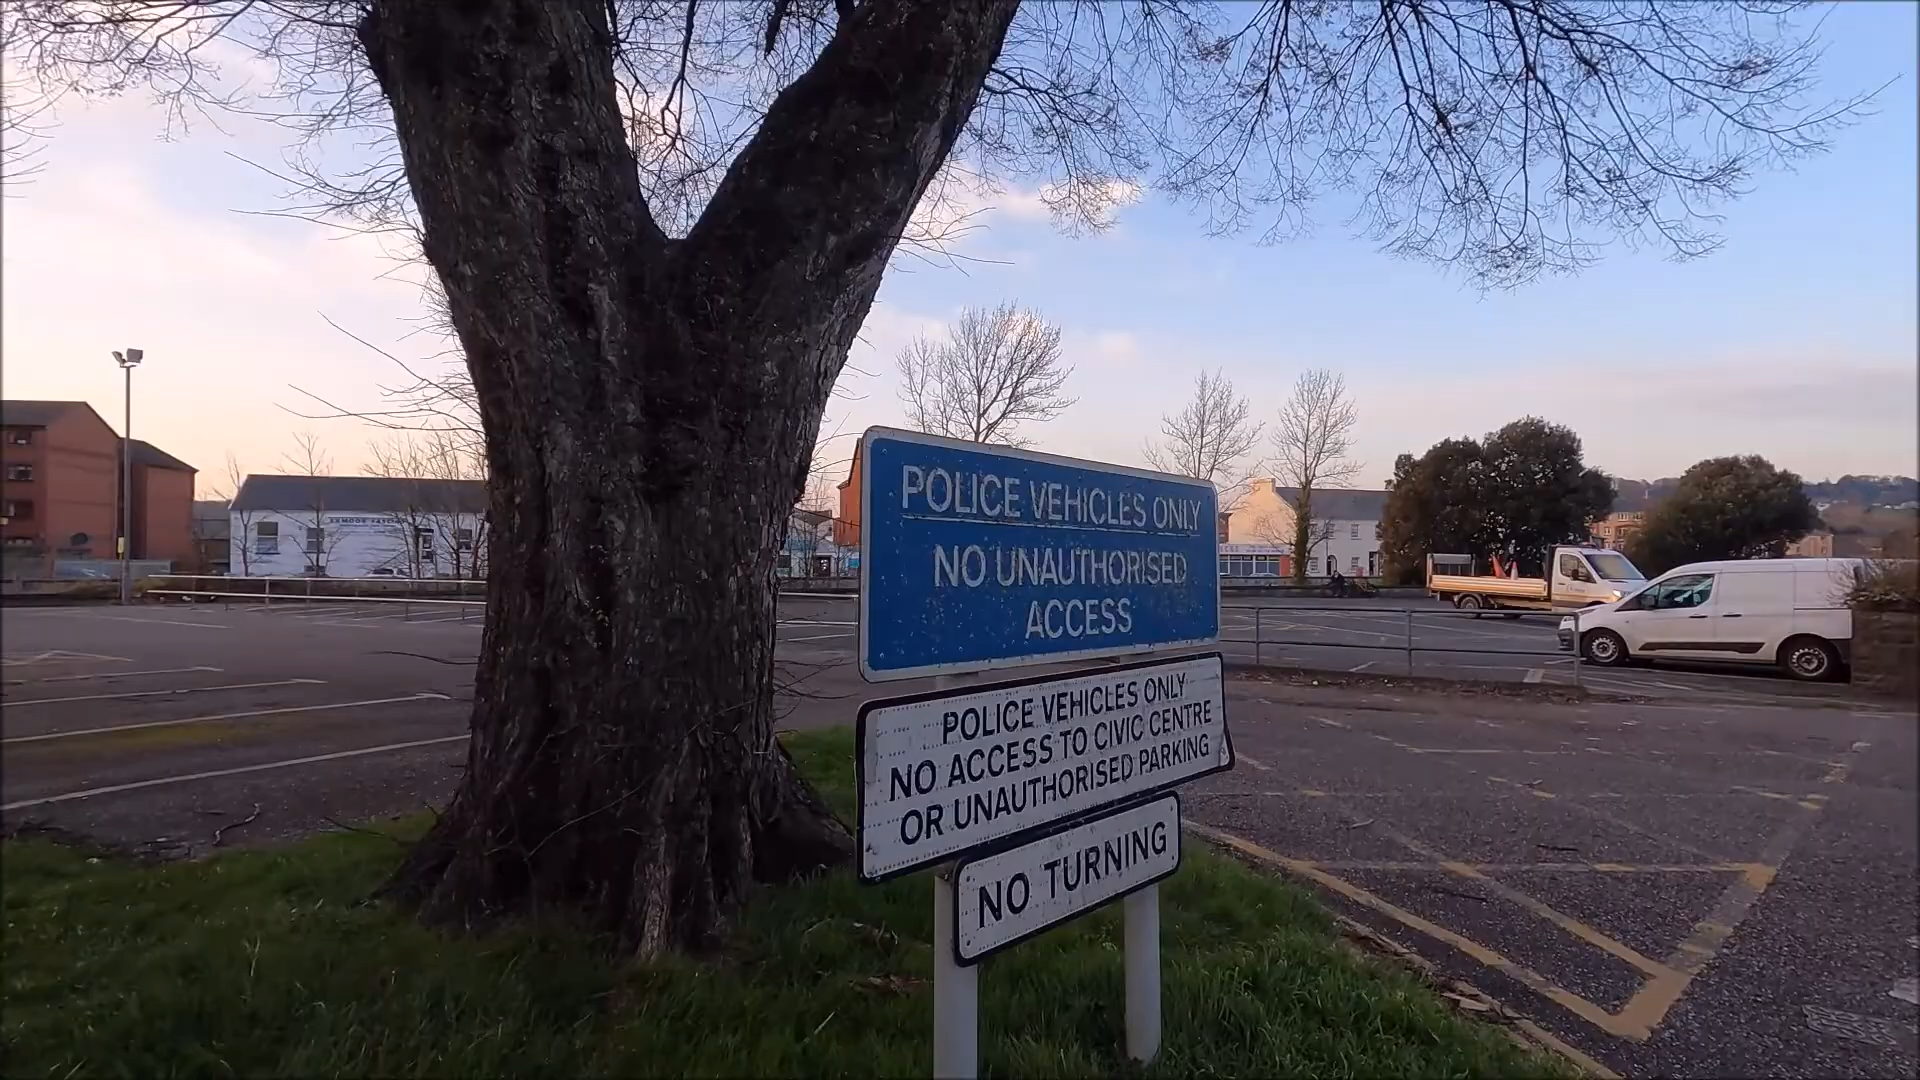 POLICE VEHICLES ONLY
NO UNAUTHORISED
ACCESS
POLICE VEHICLES ONLY
NO ACCESS TO CIVIC CENTRE
OR UNAUTHORISED PARKING
NO TURNING